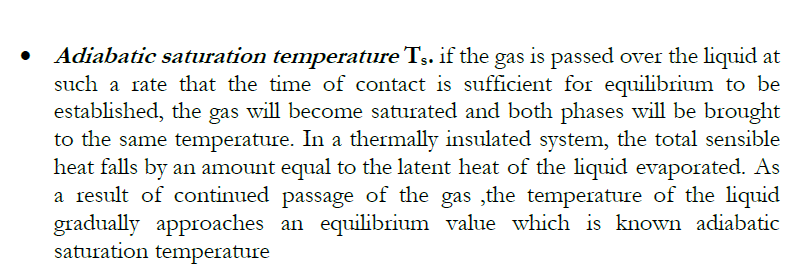 • Adiabatic saturation temperature Ts. if the gas is passed over the liquid at
such a rate that the time of contact is sufficient for equilibrium to be
established, the gas will become saturated and both phases will be brought
to the same temperature. In a thermally insulated system, the total sensible
heat falls by an amount equal to the latent heat of the liquid evaporated. As
a result of continued passage of the gas ,the temperature of the liquid
gradually approaches an equilibrium value which is known adiabatic
saturation temperature